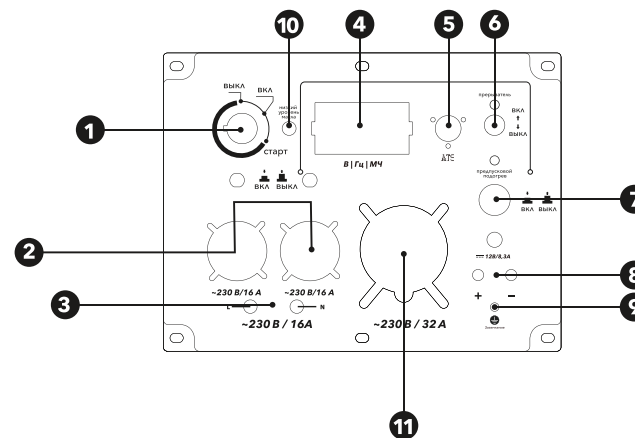 10
4
5
6
ВЫКЛ
ВКЛ
низкий
уровень
масла
прерыватель
ВКЛ
ВЫКЛ
1
старт
В|Гц|МЧ
ATC
предпусковой
подогрев
ВКЛ ВЫКЛ
7
ВКЛ ВЫКЛ
2
12В/8,3А
8
~230 В/16 А
~230 В/16 А
3
L
N
+
−
9
~230 В / 16А
~230 В / 32 А
Заземление
11